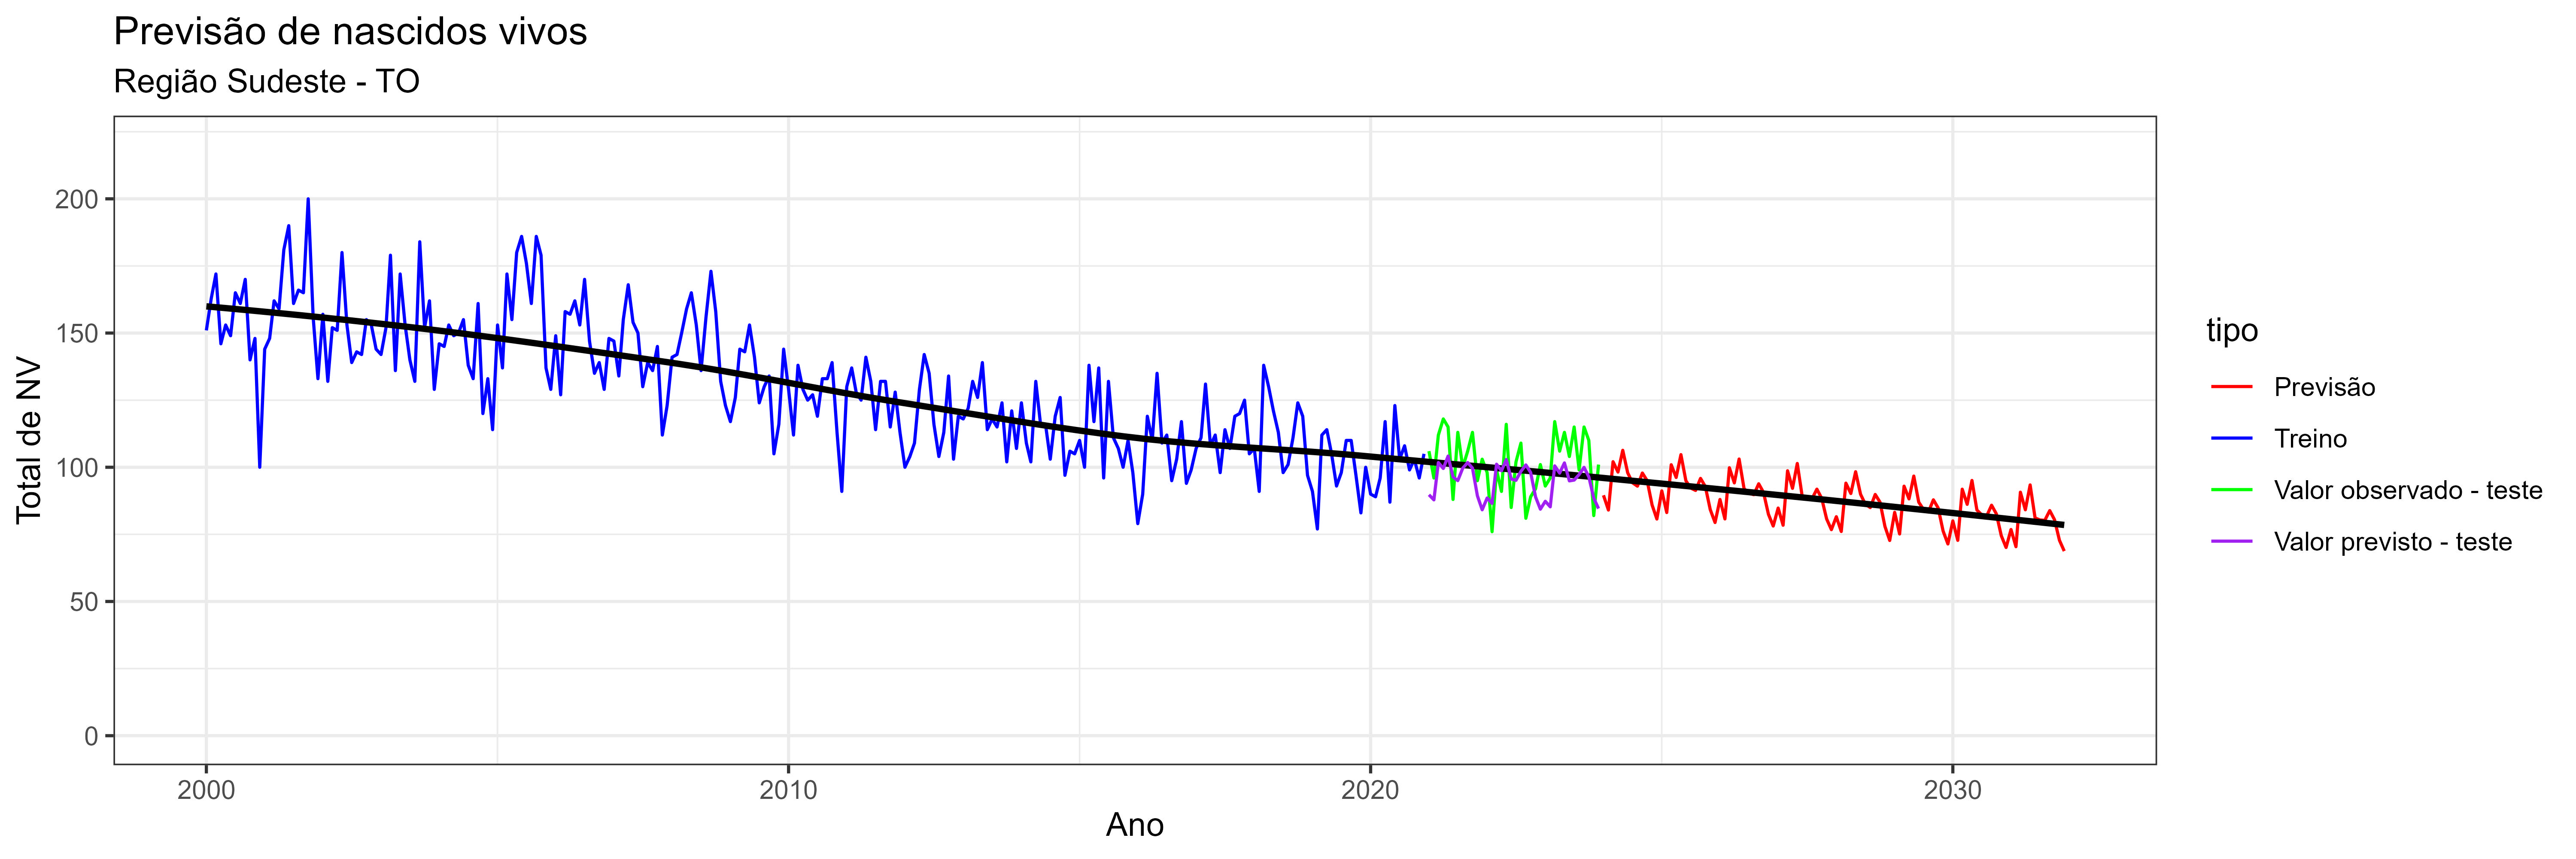 Previsão de nascidos vivos
Região Sudeste - TO
Total de NV
200
150
100
50
0
2000
2010
2020
2030
Ano
tipo
Previsão
Treino
Valor observado - teste
Valor previsto - teste